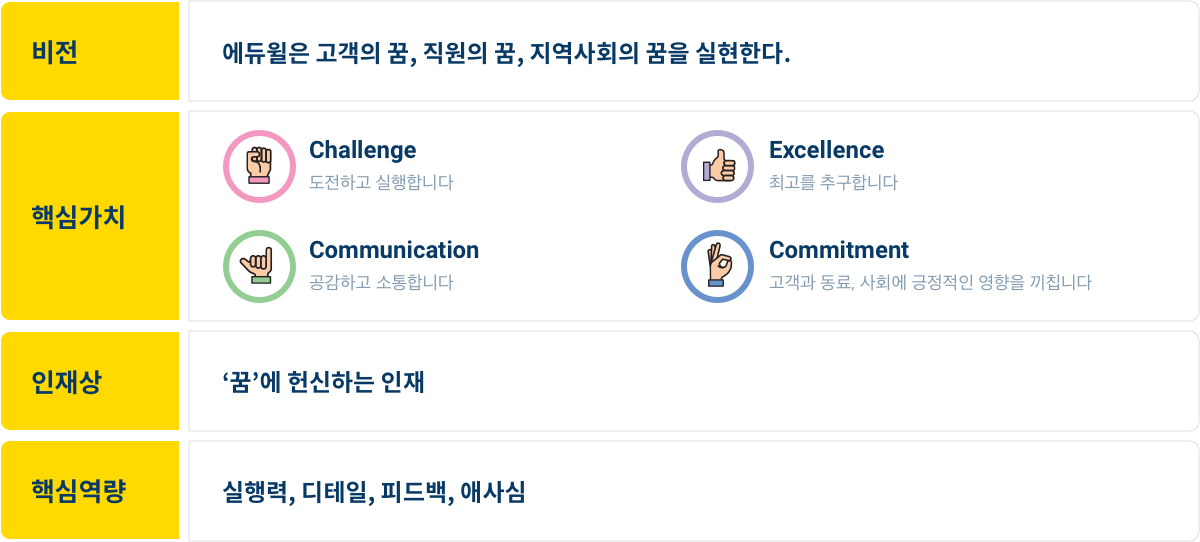 비전
에듀윌은 고객의 꿈, 직원의 꿈, 지역사회의 꿈을 실현한다.
핵심가치
Challenge
도전하고 실행합니다
Excellence
최고를 추구합니다
Communication
공감하고 소통합니다
Commitment
고객과 동료, 사회에 긍정적인 영향을 끼칩니다
인재상
‘꿈’에 헌신하는 인재
핵심역량
실행력, 디테일, 피드백, 애사심